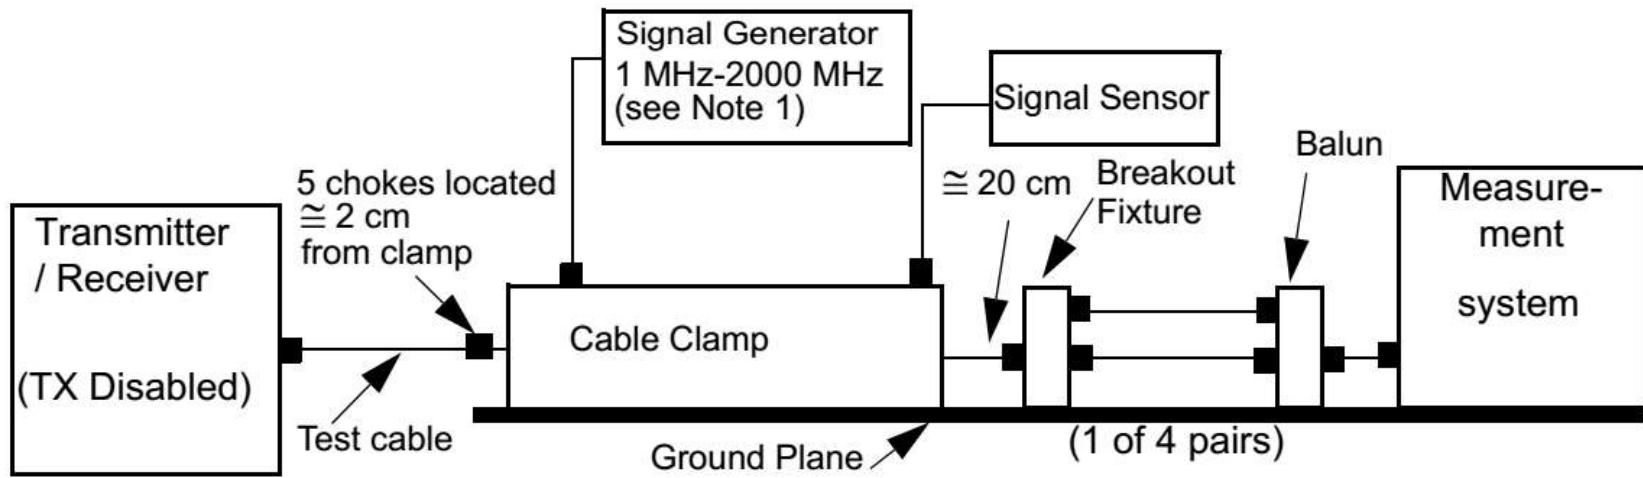 Signal Generator
1 MHz-2000 MHz
(see Note 1)
Signal Sensor
Balun
5 chokes located
≅ 2 cm
from clamp
≅ 20 cm
Breakout
Fixture
Measure-
ment
system
Transmitter
/ Receiver
(TX Disabled)
Cable Clamp
Test cable
Ground Plane
(1 of 4 pairs)